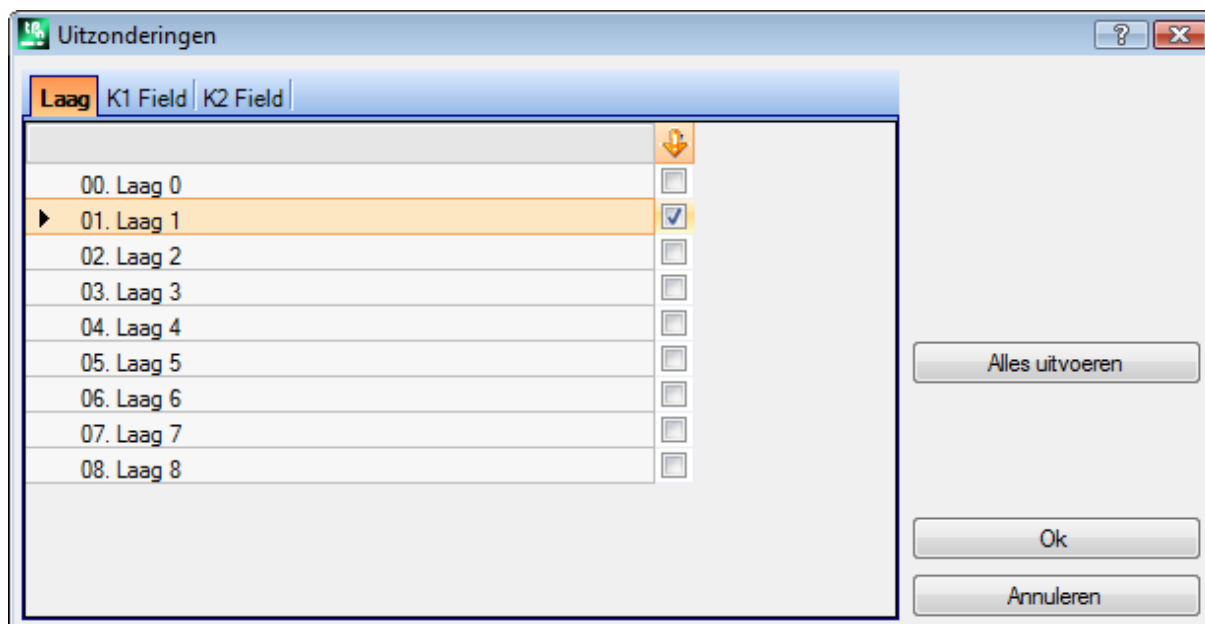 Uitzonderingen
Laag K1 Field K2 Field
00. Laag 0
01. Laag 1
02. Laag 2
03. Laag 3
04. Laag 4
05. Laag 5
06. Laag 6
07. Laag 7
08. Laag 8
Alles uitvoeren
Ok
Annuleren